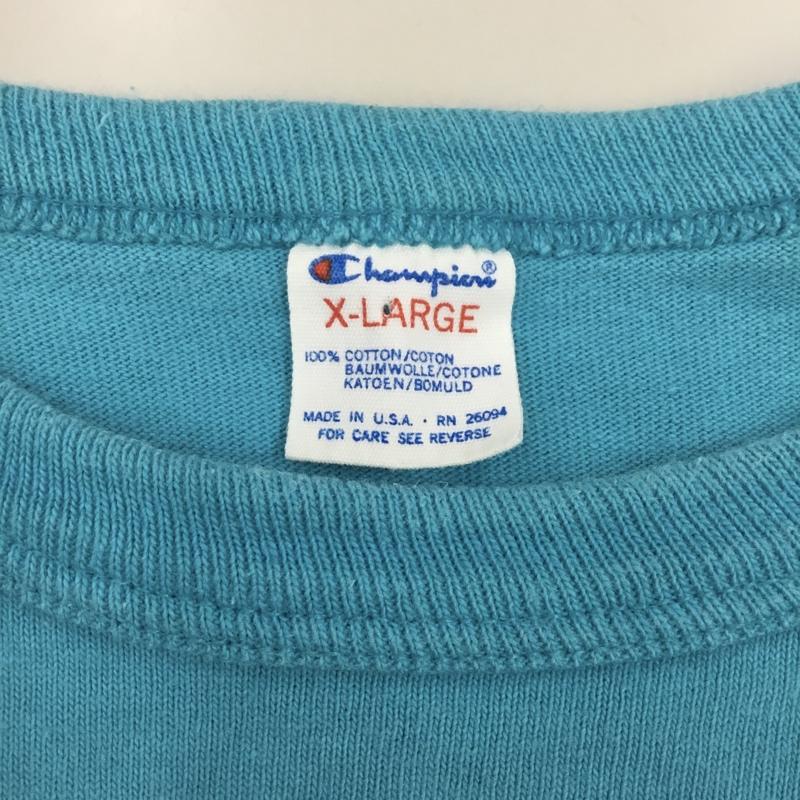 Champion®
X-LARGE
100% COTTON/COTON
BAUMWOLLE/COTONE
KATOEN/BOMULD
MADE IN U.S.A. · RN 26094
FOR CARE SEE REVERSE